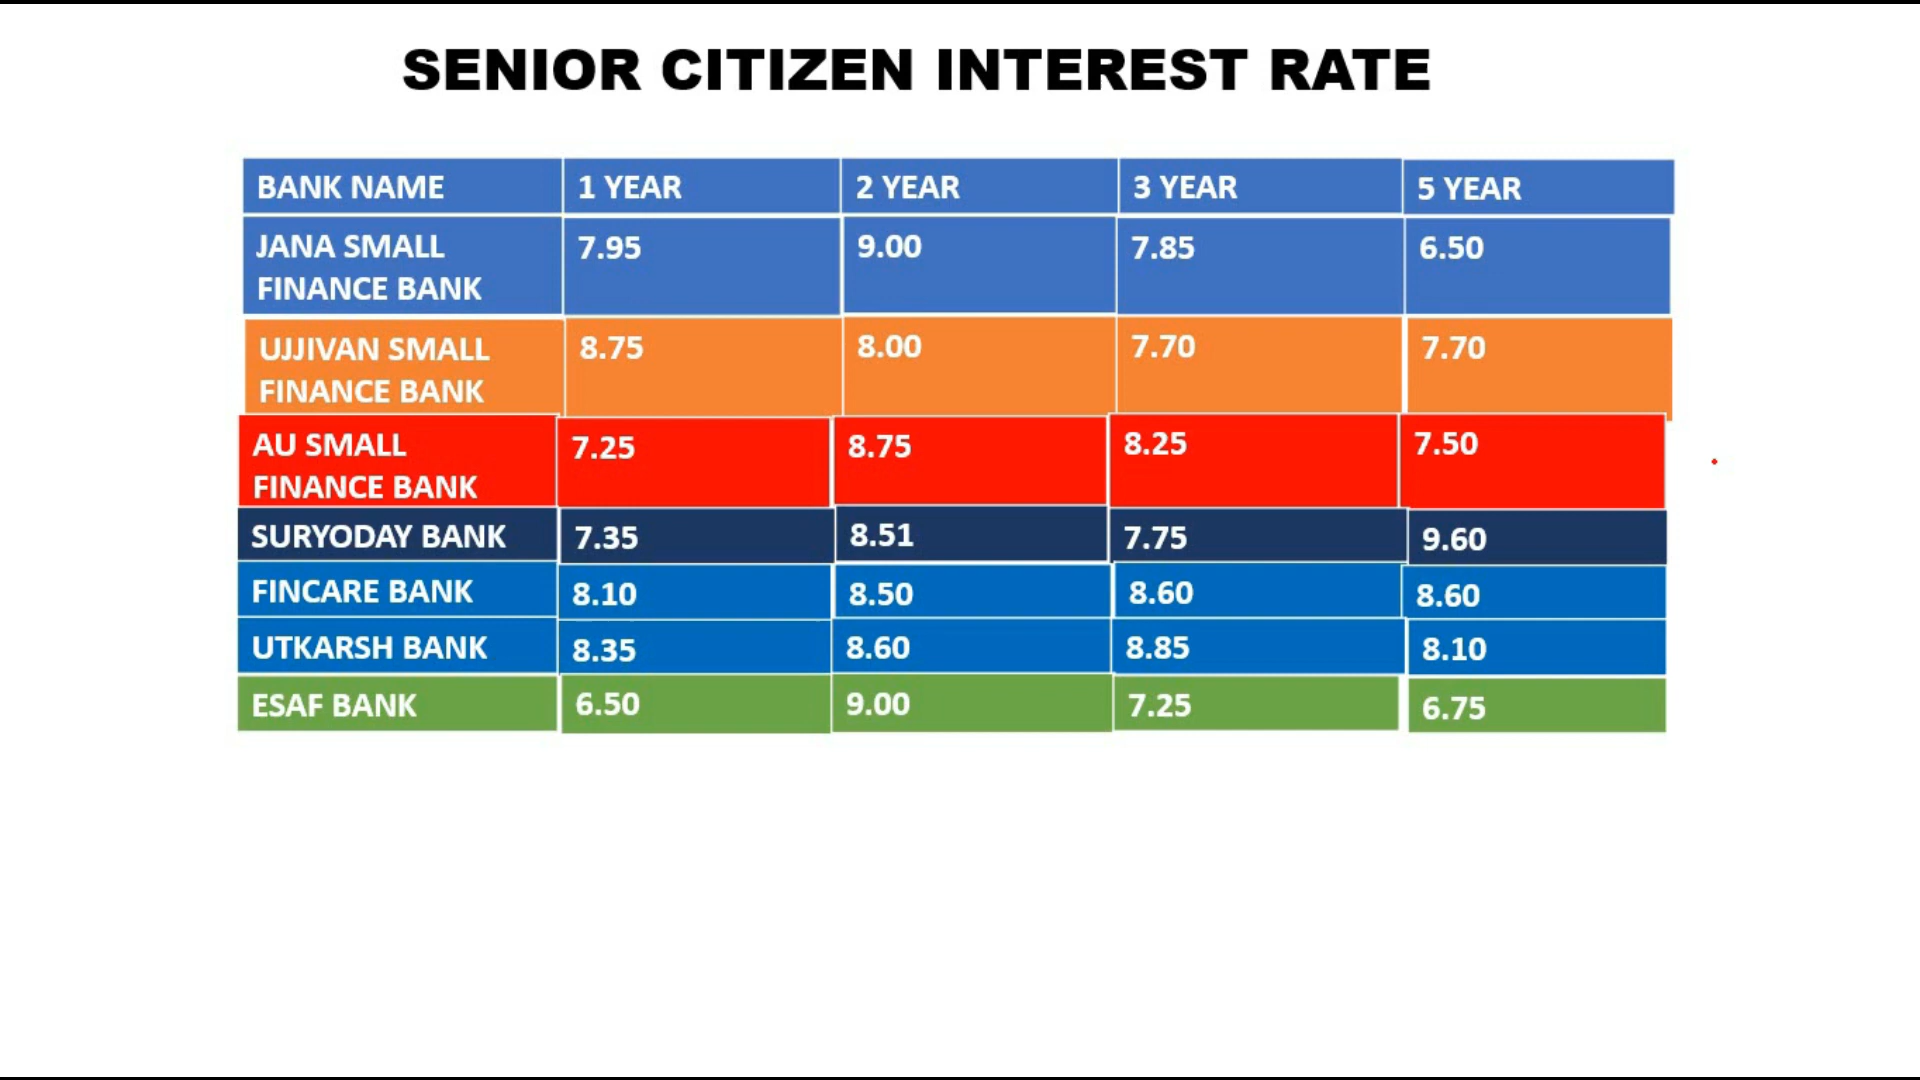 SENIOR CITIZEN INTEREST RATE
BANK NAME 1 YEAR 2 YEAR 3 YEAR 5 YEAR
JANA SMALL 7.95 9.00 7.85 6.50
FINANCE BANK
UJJIVAN SMALL 8.75 8.00 7.70 7.70
FINANCE BANK
AU SMALL 7.25 8.75 8.25 7.50
FINANCE BANK
SURYODAY BANK 7.35 8.51 7.75 9.60
FINCARE BANK 8.10 8.50 8.60 8.60
UTKARSH BANK 8.35 8.60 8.85 8.10
ESAF BANK 6.50 9.00 7.25 6.75